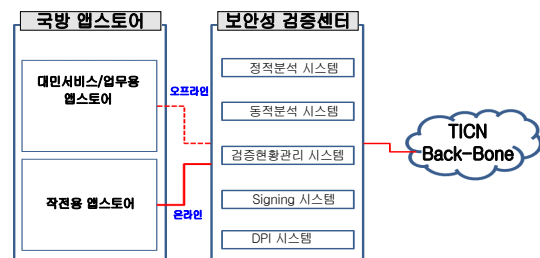 국방 앱스토어
보안성 검증센터
대민서비스/업무용
앱스토어
오프라인
작전용 앱스토어
온라인
정적분석 시스템
동적분석 시스템
검증현황관리 시스템
Signing 시스템
DPI 시스템
TICN
Back-Bone